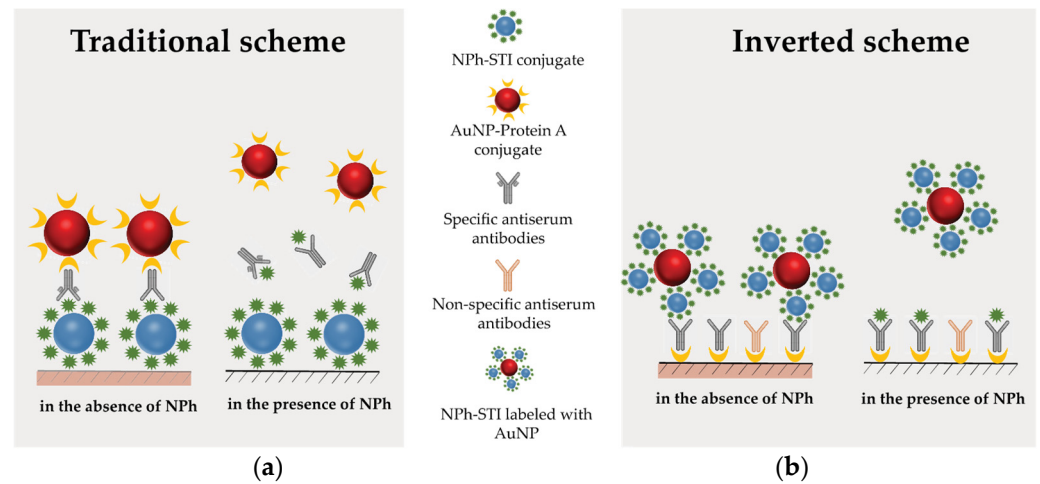 Traditional scheme
in the absence of NPh
in the presence of NPh
(a)
NPh-STI conjugate
AuNP-Protein A
conjugate
Specific antiserum
antibodies
Non-specific antiserum
antibodies
NPh-STI labeled with
AuNP
Inverted scheme
in the absence of NPh
in the presence of NPh
(b)